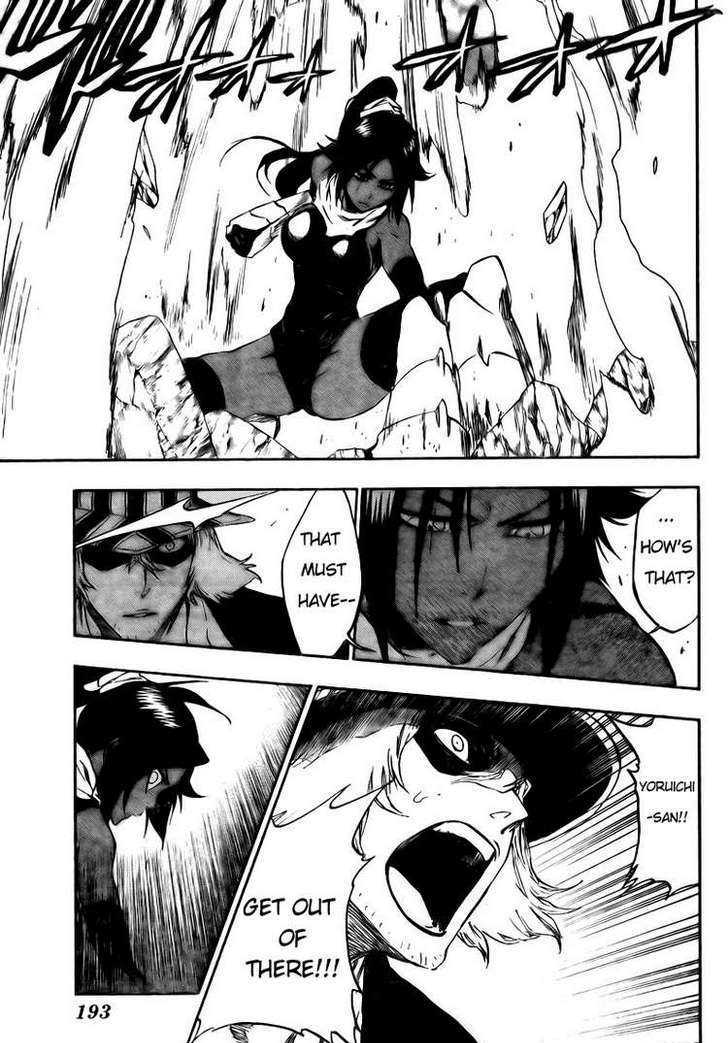 ...
HOW'S
THAT?
THAT
MUST
HAVE--
YORUICHI
-SAN!!
GET OUT
OF
THERE!!!
193